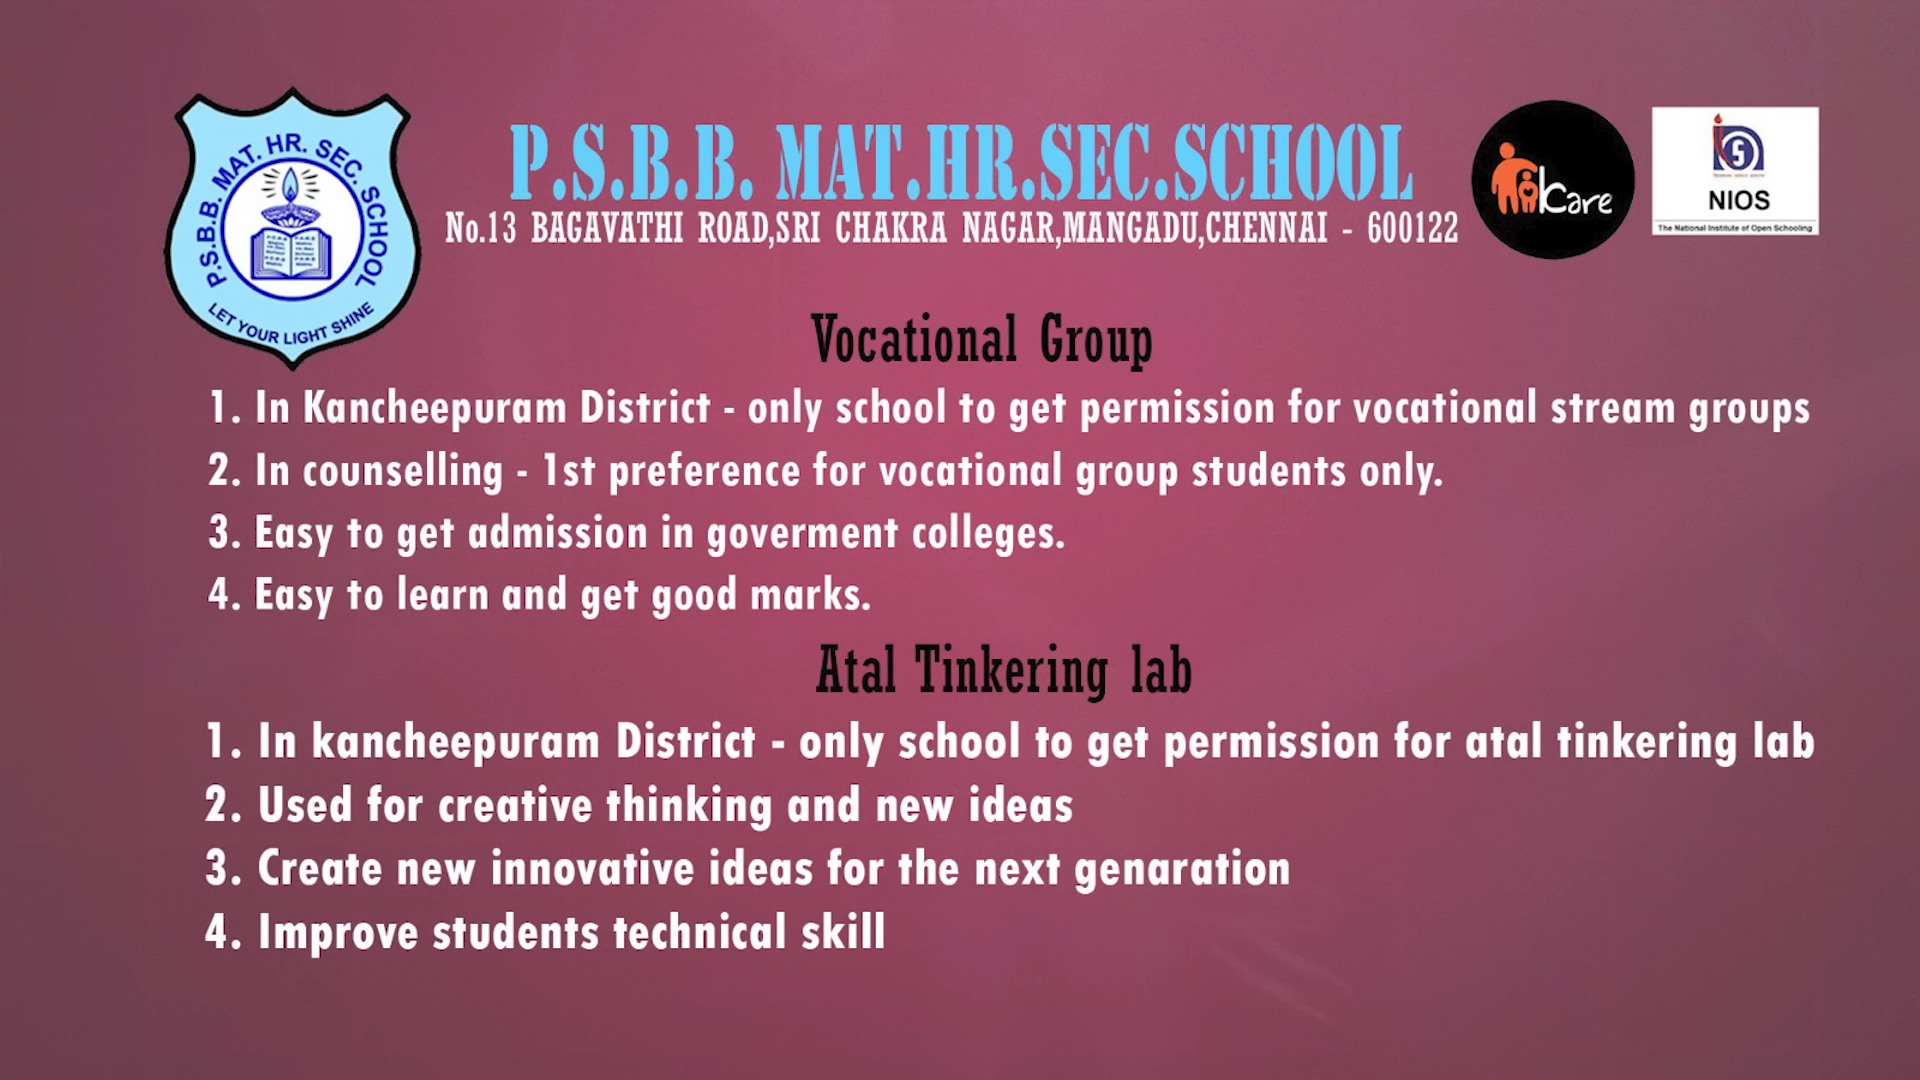 P.S.B.B. MAT. HR. SEC. SCHOOL
LET YOUR LIGHT SHINE
P.S.B.B. MAT.HR.SEC.SCHOOL
No.13 BAGAVATHI ROAD,SRI CHAKRA NAGAR,MANGADU,CHENNAI - 600122
iCare
NIOS
The National Institute of Open Schooling
Vocational Group
1. In Kancheepuram District - only school to get permission for vocational stream groups
2. In counselling - 1st preference for vocational group students only.
3. Easy to get admission in goverment colleges.
4. Easy to learn and get good marks.
Atal Tinkering lab
1. In kancheepuram District - only school to get permission for atal tinkering lab
2. Used for creative thinking and new ideas
3. Create new innovative ideas for the next genaration
4. Improve students technical skill